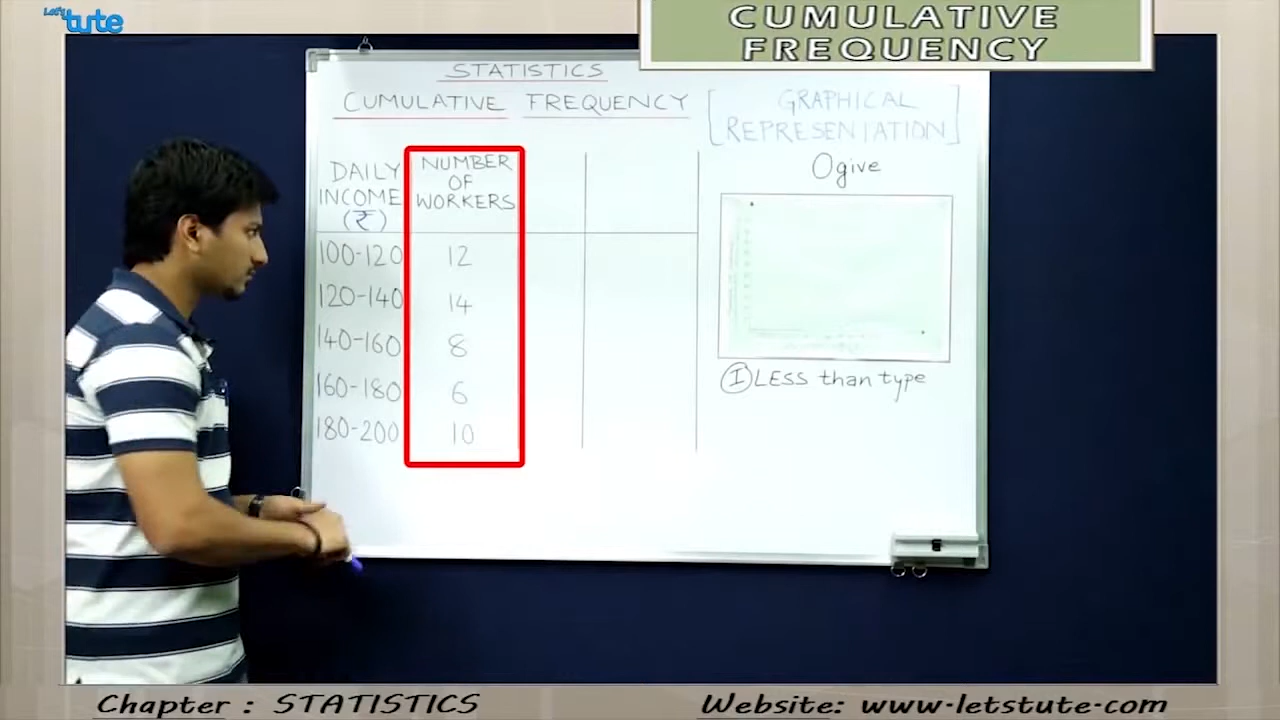 Let's
tute
CUMULATIVE
FREQUENCY
STATISTICS
CUMULATIVE FREQUENCY
[GRAPHICAL
REPRESENTATION]
DAILY
INCOME
(₹)
NUMBER
OF
WORKERS
100-120 12
120-140 14
140-160 8
160-180 6
180-200 10
Ogive
I LESS than type
Chapter : STATISTICS
Website: www-letstute-com